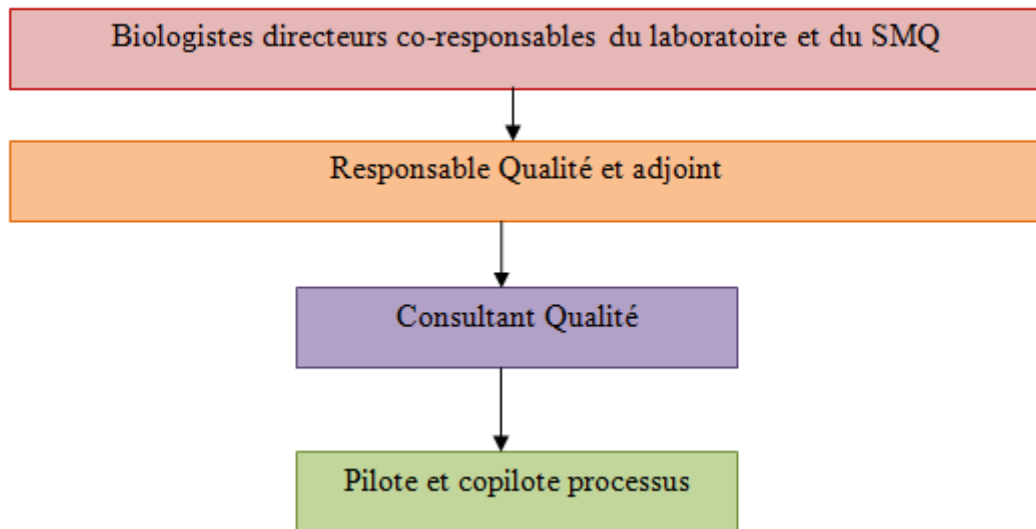 Biologistes directeurs co-responsables du laboratoire et du SMQ
Responsable Qualité et adjoint
Consultant Qualité
Pilote et copilote processus